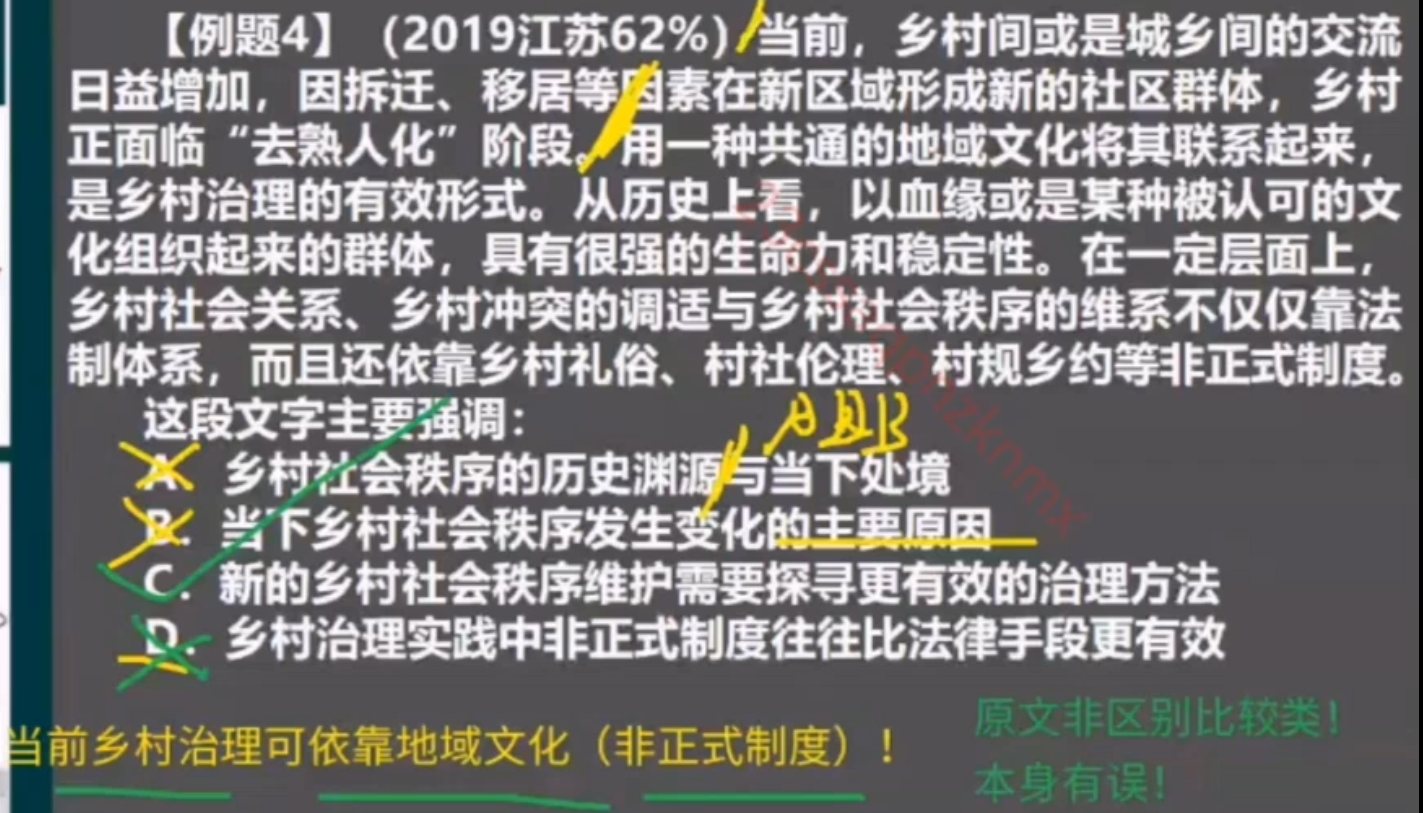 【例题4】（2019江苏62%）当前，乡村间或是城乡间的交流
日益增加，因拆迁、移居等因素在新区域形成新的社区群体，乡村
正面临“去熟人化”阶段。用一种共通的地域文化将其联系起来，
是乡村治理的有效形式。从历史上看，以血缘或是某种被认可的文
化组织起来的群体，具有很强的生命力和稳定性。在一定层面上，
乡村社会关系、乡村冲突的调适与乡村社会秩序的维系不仅仅靠法
制体系，而且还依靠乡村礼俗、村社伦理、村规乡约等非正式制度。
这段文字主要强调：
A. 乡村社会秩序的历史渊源与当下处境
B. 当下乡村社会秩序发生变化的主要原因
C. 新的乡村社会秩序维护需要探寻更有效的治理方法
D. 乡村治理实践中非正式制度往往比法律手段更有效
原文非区别比较类！
当前乡村治理可依靠地域文化（非正式制度）！
本身有误！